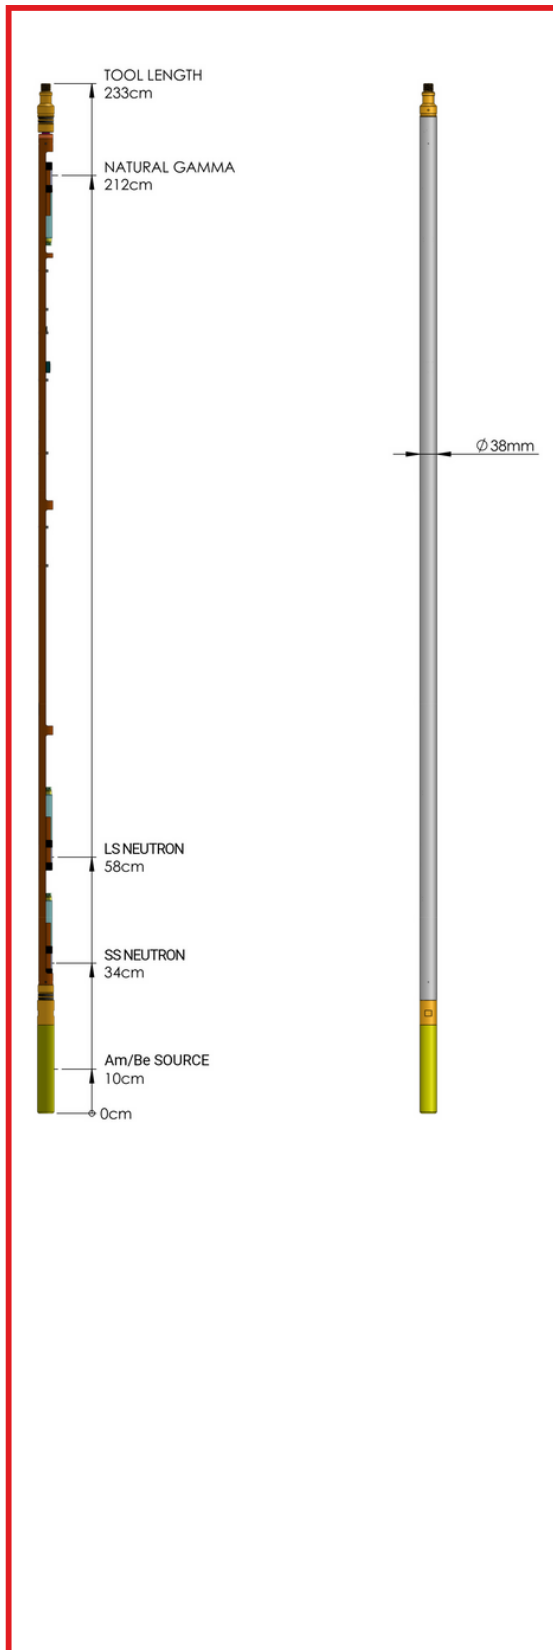 TOOL LENGTH
233cm
NATURAL GAMMA
212cm
Ø38mm
LS NEUTRON
58cm
SS NEUTRON
34cm
Am/Be SOURCE
10cm
0cm